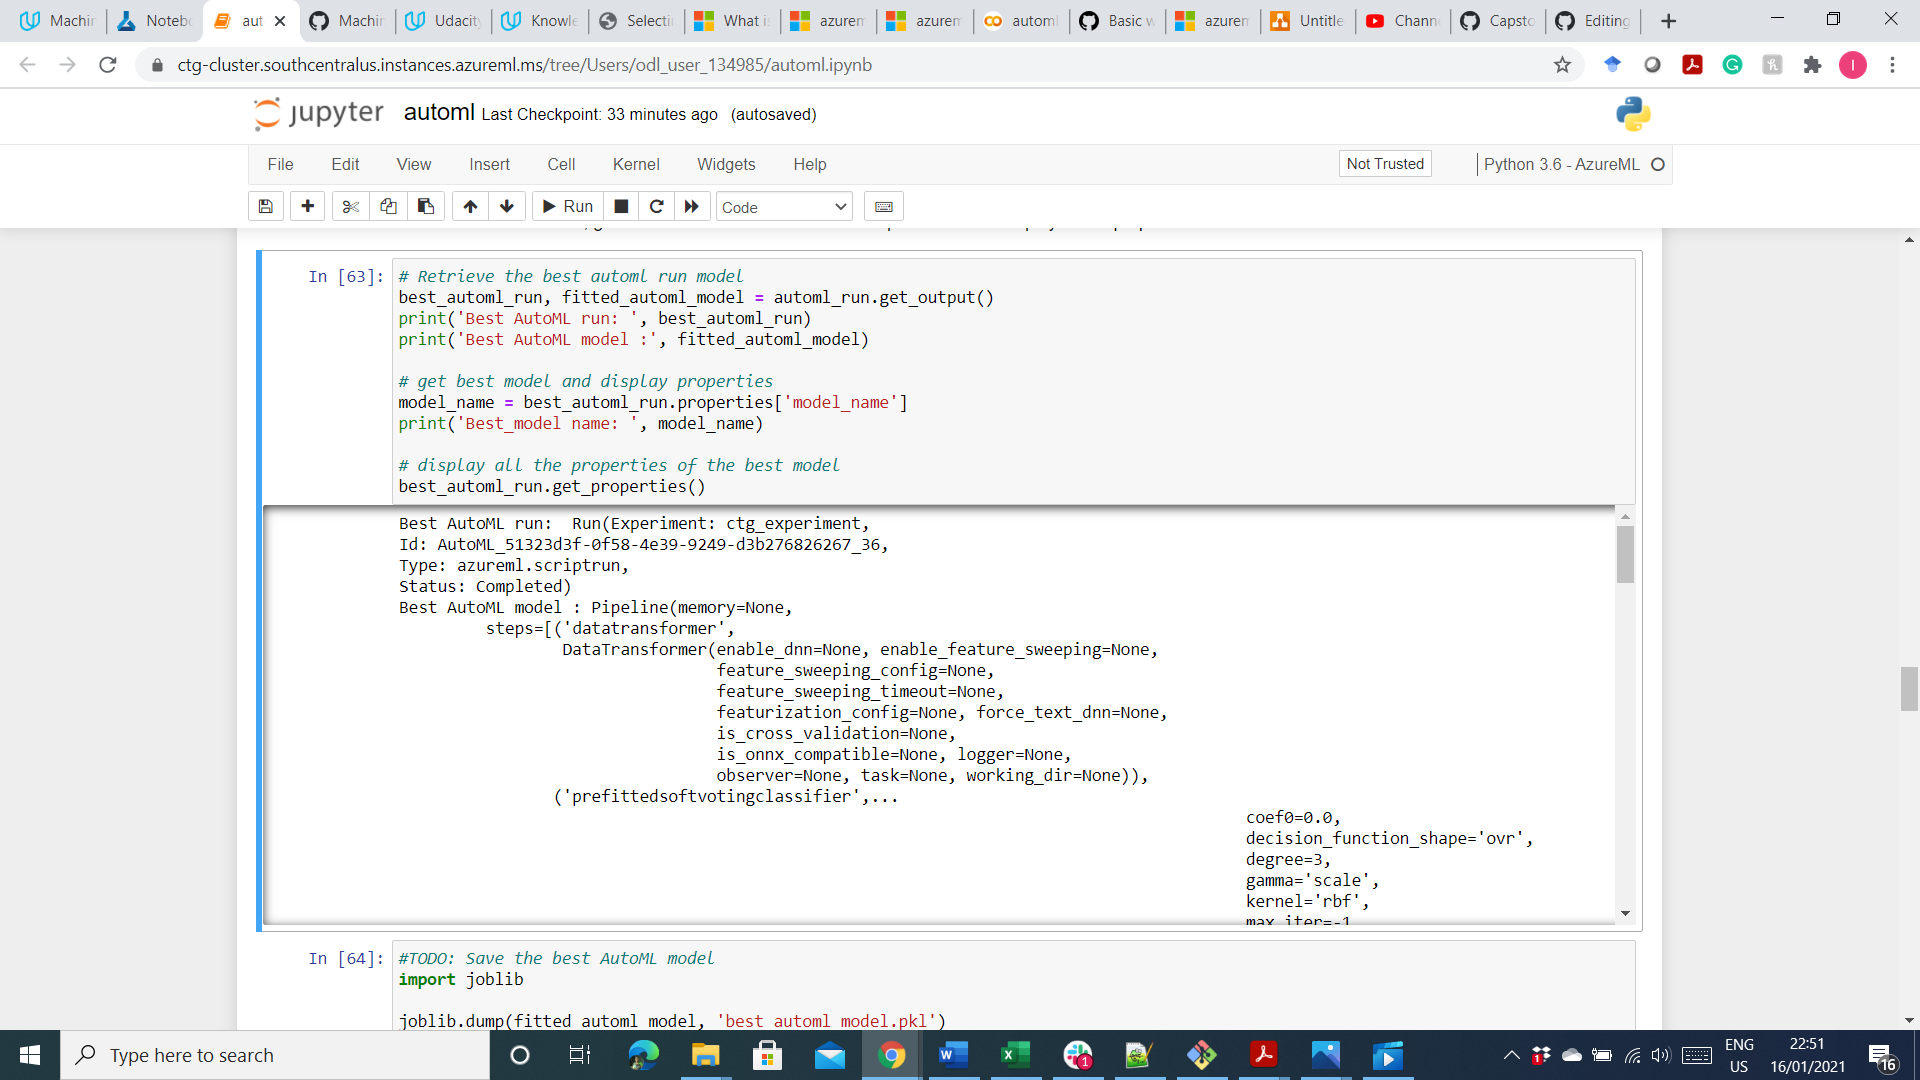 Machin
Notebo
aut
Machin
Udacity
Knowle
Selectin
What is
azurem
azurem
automl
Basic w
azurem
Untitle
Chann
Capsto
Editing
ctg-cluster.southcentralus.instances.azureml.ms/tree/Users/odl_user_134985/automl.ipynb
I
jupyter automl Last Checkpoint: 33 minutes ago (autosaved)
File Edit View Insert Cell Kernel Widgets Help Not Trusted Python 3.6 - AzureML
Run Code
In [63]: # Retrieve the best automl run model
best_automl_run, fitted_automl_model = automl_run.get_output()
print('Best AutoML run: ', best_automl_run)
print('Best AutoML model :', fitted_automl_model)
# get best model and display properties
model_name = best_automl_run.properties['model_name']
print('Best_model name: ', model_name)
# display all the properties of the best model
best_automl_run.get_properties()
Best AutoML run:  Run(Experiment: ctg_experiment,
Id: AutoML_51323d3f-0f58-4e39-9249-d3b276826267_36,
Type: azureml.scriptrun,
Status: Completed)
Best AutoML model : Pipeline(memory=None,
steps=[('datatransformer',
DataTransformer(enable_dnn=None, enable_feature_sweeping=None,
feature_sweeping_config=None,
feature_sweeping_timeout=None,
featurization_config=None, force_text_dnn=None,
is_cross_validation=None,
is_onnx_compatible=None, logger=None,
observer=None, task=None, working_dir=None)),
('prefittedsoftvotingclassifier',...
coef0=0.0,
decision_function_shape='ovr',
degree=3,
gamma='scale',
kernel='rbf',
max_iter=-1
In [64]: #TODO: Save the best AutoML model
import joblib
joblib.dump(fitted_automl_model, 'best_automl_model.pkl')
Type here to search
1
1
ENG
US
22:51
16/01/2021
16